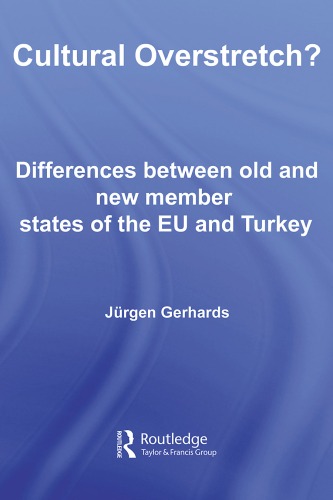 Cultural Overstretch?
Differences between old and
new member
states of the EU and Turkey
Jürgen Gerhards
Routledge
Taylor & Francis Group